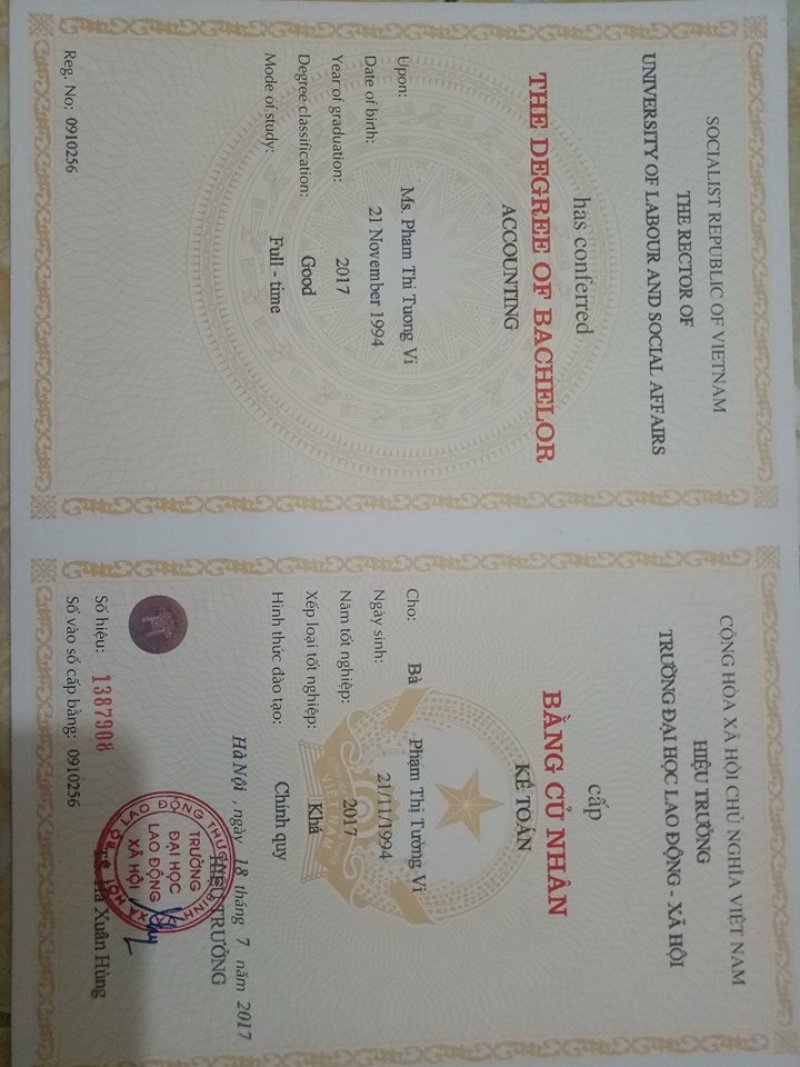 SOCIALIST REPUBLIC OF VIETNAM
THE RECTOR OF
UNIVERSITY OF LABOUR AND SOCIAL AFFAIRS
has conferred
THE DEGREE OF BACHELOR
ACCOUNTING
Upon: Ms. Pham Thi Tuong Vi
Date of birth: 21 November 1994
Year of graduation: 2017
Degree classification: Good
Mode of study: Full - time
Reg. No: 0910256
CỘNG HÒA XÃ HỘI CHỦ NGHĨA VIỆT NAM
HIỆU TRƯỞNG
TRƯỜNG ĐẠI HỌC LAO ĐỘNG - XÃ HỘI
cấp
BẰNG CỬ NHÂN
KẾ TOÁN
Cho: Bà Phạm Thị Tường Vi
Ngày sinh: 21/11/1994
Năm tốt nghiệp: 2017
Xếp loại tốt nghiệp: Khá
Hình thức đào tạo: Chính quy
Hà Nội, ngày 18 tháng 7 năm 2017
HIỆU TRƯỞNG
TRƯỜNG
ĐẠI HỌC
LAO ĐỘNG
XÃ HỘI
Hà Xuân Hùng
Số hiệu: 1387908
Số vào sổ cấp bằng: 0910256
VIỆT NAM